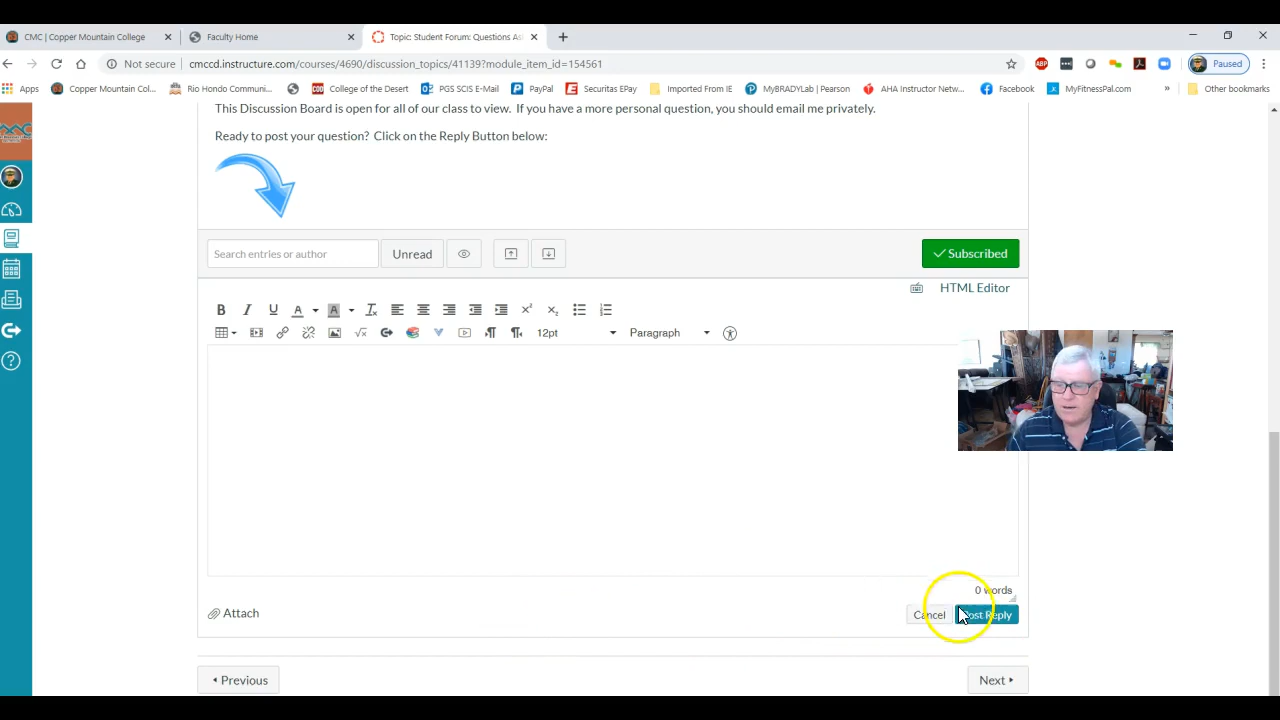 CMC | Copper Mountain College
Faculty Home
Topic: Student Forum: Questions As
Not secure
cmccd.instructure.com/courses/4690/discussion_topics/41139?module_item_id=154561
ABP
Paused
Apps
Copper Mountain Col...
Rio Hondo Communi...
COD College of the Desert
PGS SCIS E-Mail
PayPal
Securitas EPay
Imported From IE
MyBRADYLab | Pearson
AHA Instructor Netw...
Facebook
MyFitnessPal.com
»
Other bookmarks
This Discussion Board is open for all of our class to view. If you have a more personal question, you should email me privately.
Ready to post your question? Click on the Reply Button below:
Search entries or author
Unread
Subscribed
HTML Editor
B I U A A
12pt
Paragraph
0 words
Attach
Cancel
Post Reply
Previous
Next